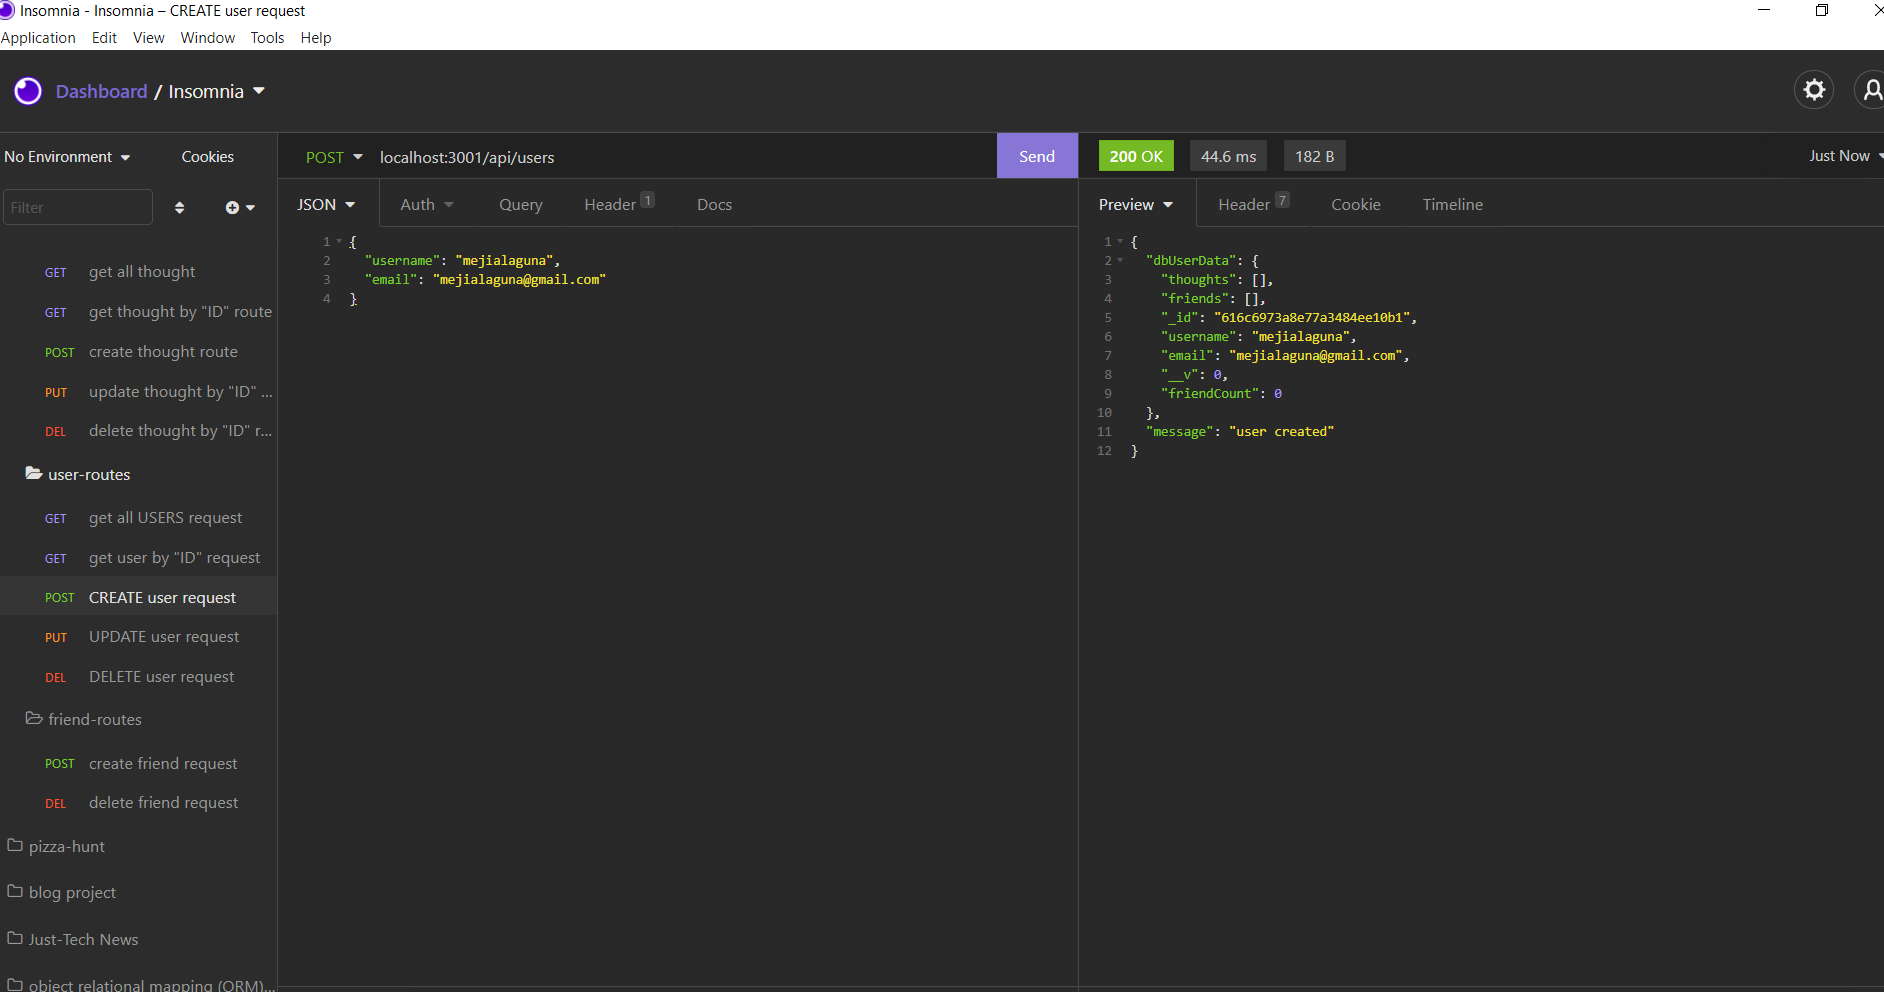 Insomnia - Insomnia – CREATE user request
Application Edit View Window Tools Help
Dashboard / Insomnia
No Environment Cookies
Filter
GET get all thought
GET get thought by "ID" route
POST create thought route
PUT update thought by "ID" ...
DEL delete thought by "ID" r...
user-routes
GET get all USERS request
GET get user by "ID" request
POST CREATE user request
PUT UPDATE user request
DEL DELETE user request
friend-routes
POST create friend request
DEL delete friend request
pizza-hunt
blog project
Just-Tech News
object relational mapping (ORM)...
POST localhost:3001/api/users Send
JSON Auth Query Header 1 Docs
1 {
2 "username": "mejialaguna",
3 "email": "mejialaguna@gmail.com"
4 }
200 OK 44.6 ms 182 B Just Now
Preview Header 7 Cookie Timeline
1 {
2 "dbUserData": {
3 "thoughts": [],
4 "friends": [],
5 "_id": "616c6973a8e77a3484ee10b1",
6 "username": "mejialaguna",
7 "email": "mejialaguna@gmail.com",
8 "__v": 0,
9 "friendCount": 0
10 },
11 "message": "user created"
12 }